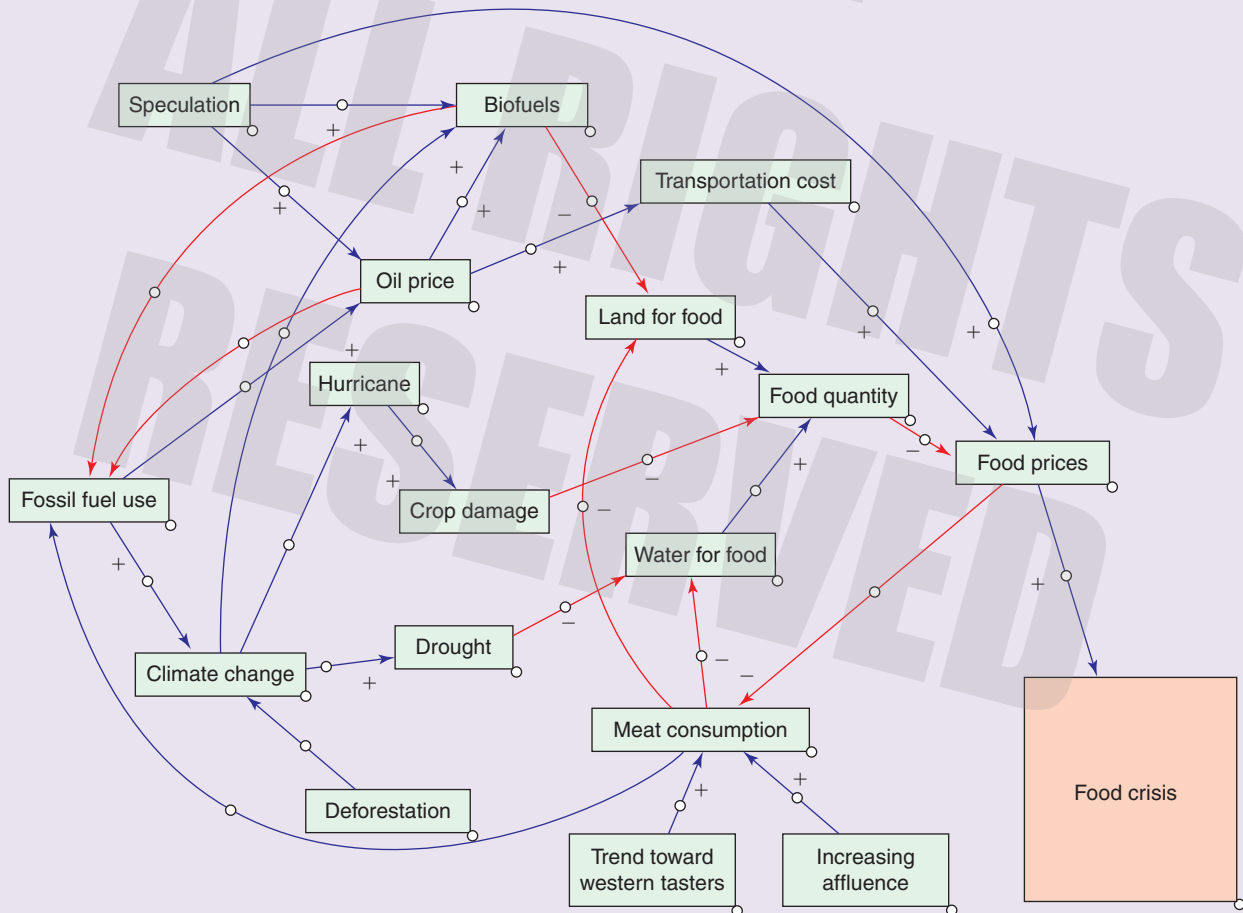 ALL RIGHTS
RESERVED
Speculation
Biofuels
+
+
Transportation cost
+
+
−
+
Oil price
+
Land for food
+
+
+
Hurricane
+
Food quantity
+
+
−
Food prices
+
−
Fossil fuel use
Crop damage
−
+
Water for food
+
−
Drought
−
Climate change
+
−
Meat consumption
+
+
Deforestation
Food crisis
Trend toward
western tasters
Increasing
affluence